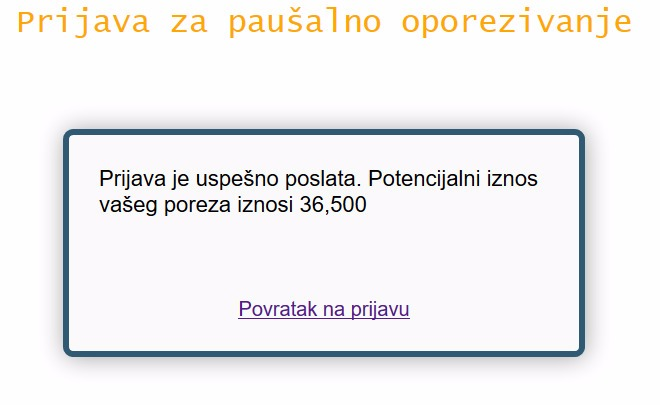 Prijava za paušalno oporezivanje
Prijava je uspešno poslata. Potencijalni iznos
vašeg poreza iznosi 36,500
Povratak na prijavu